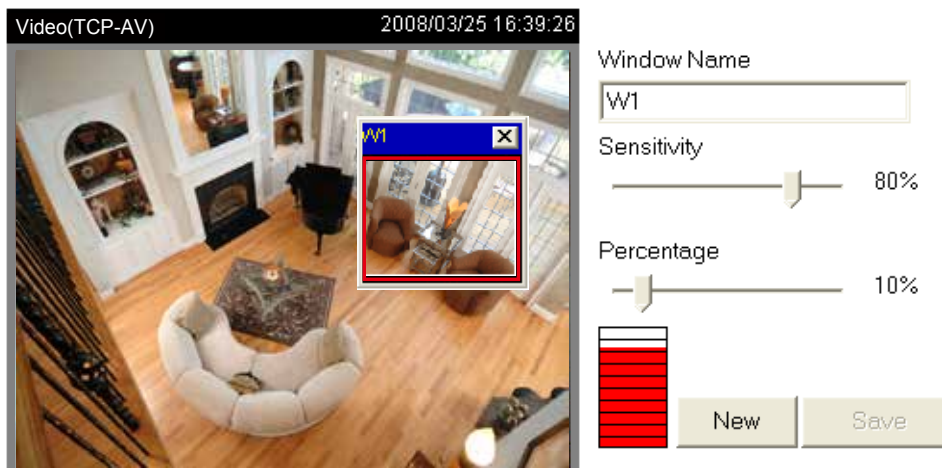 Video(TCP-AV) 2008/03/25 16:39:26
W1
Window Name
W1
Sensitivity
80%
Percentage
10%
New Save